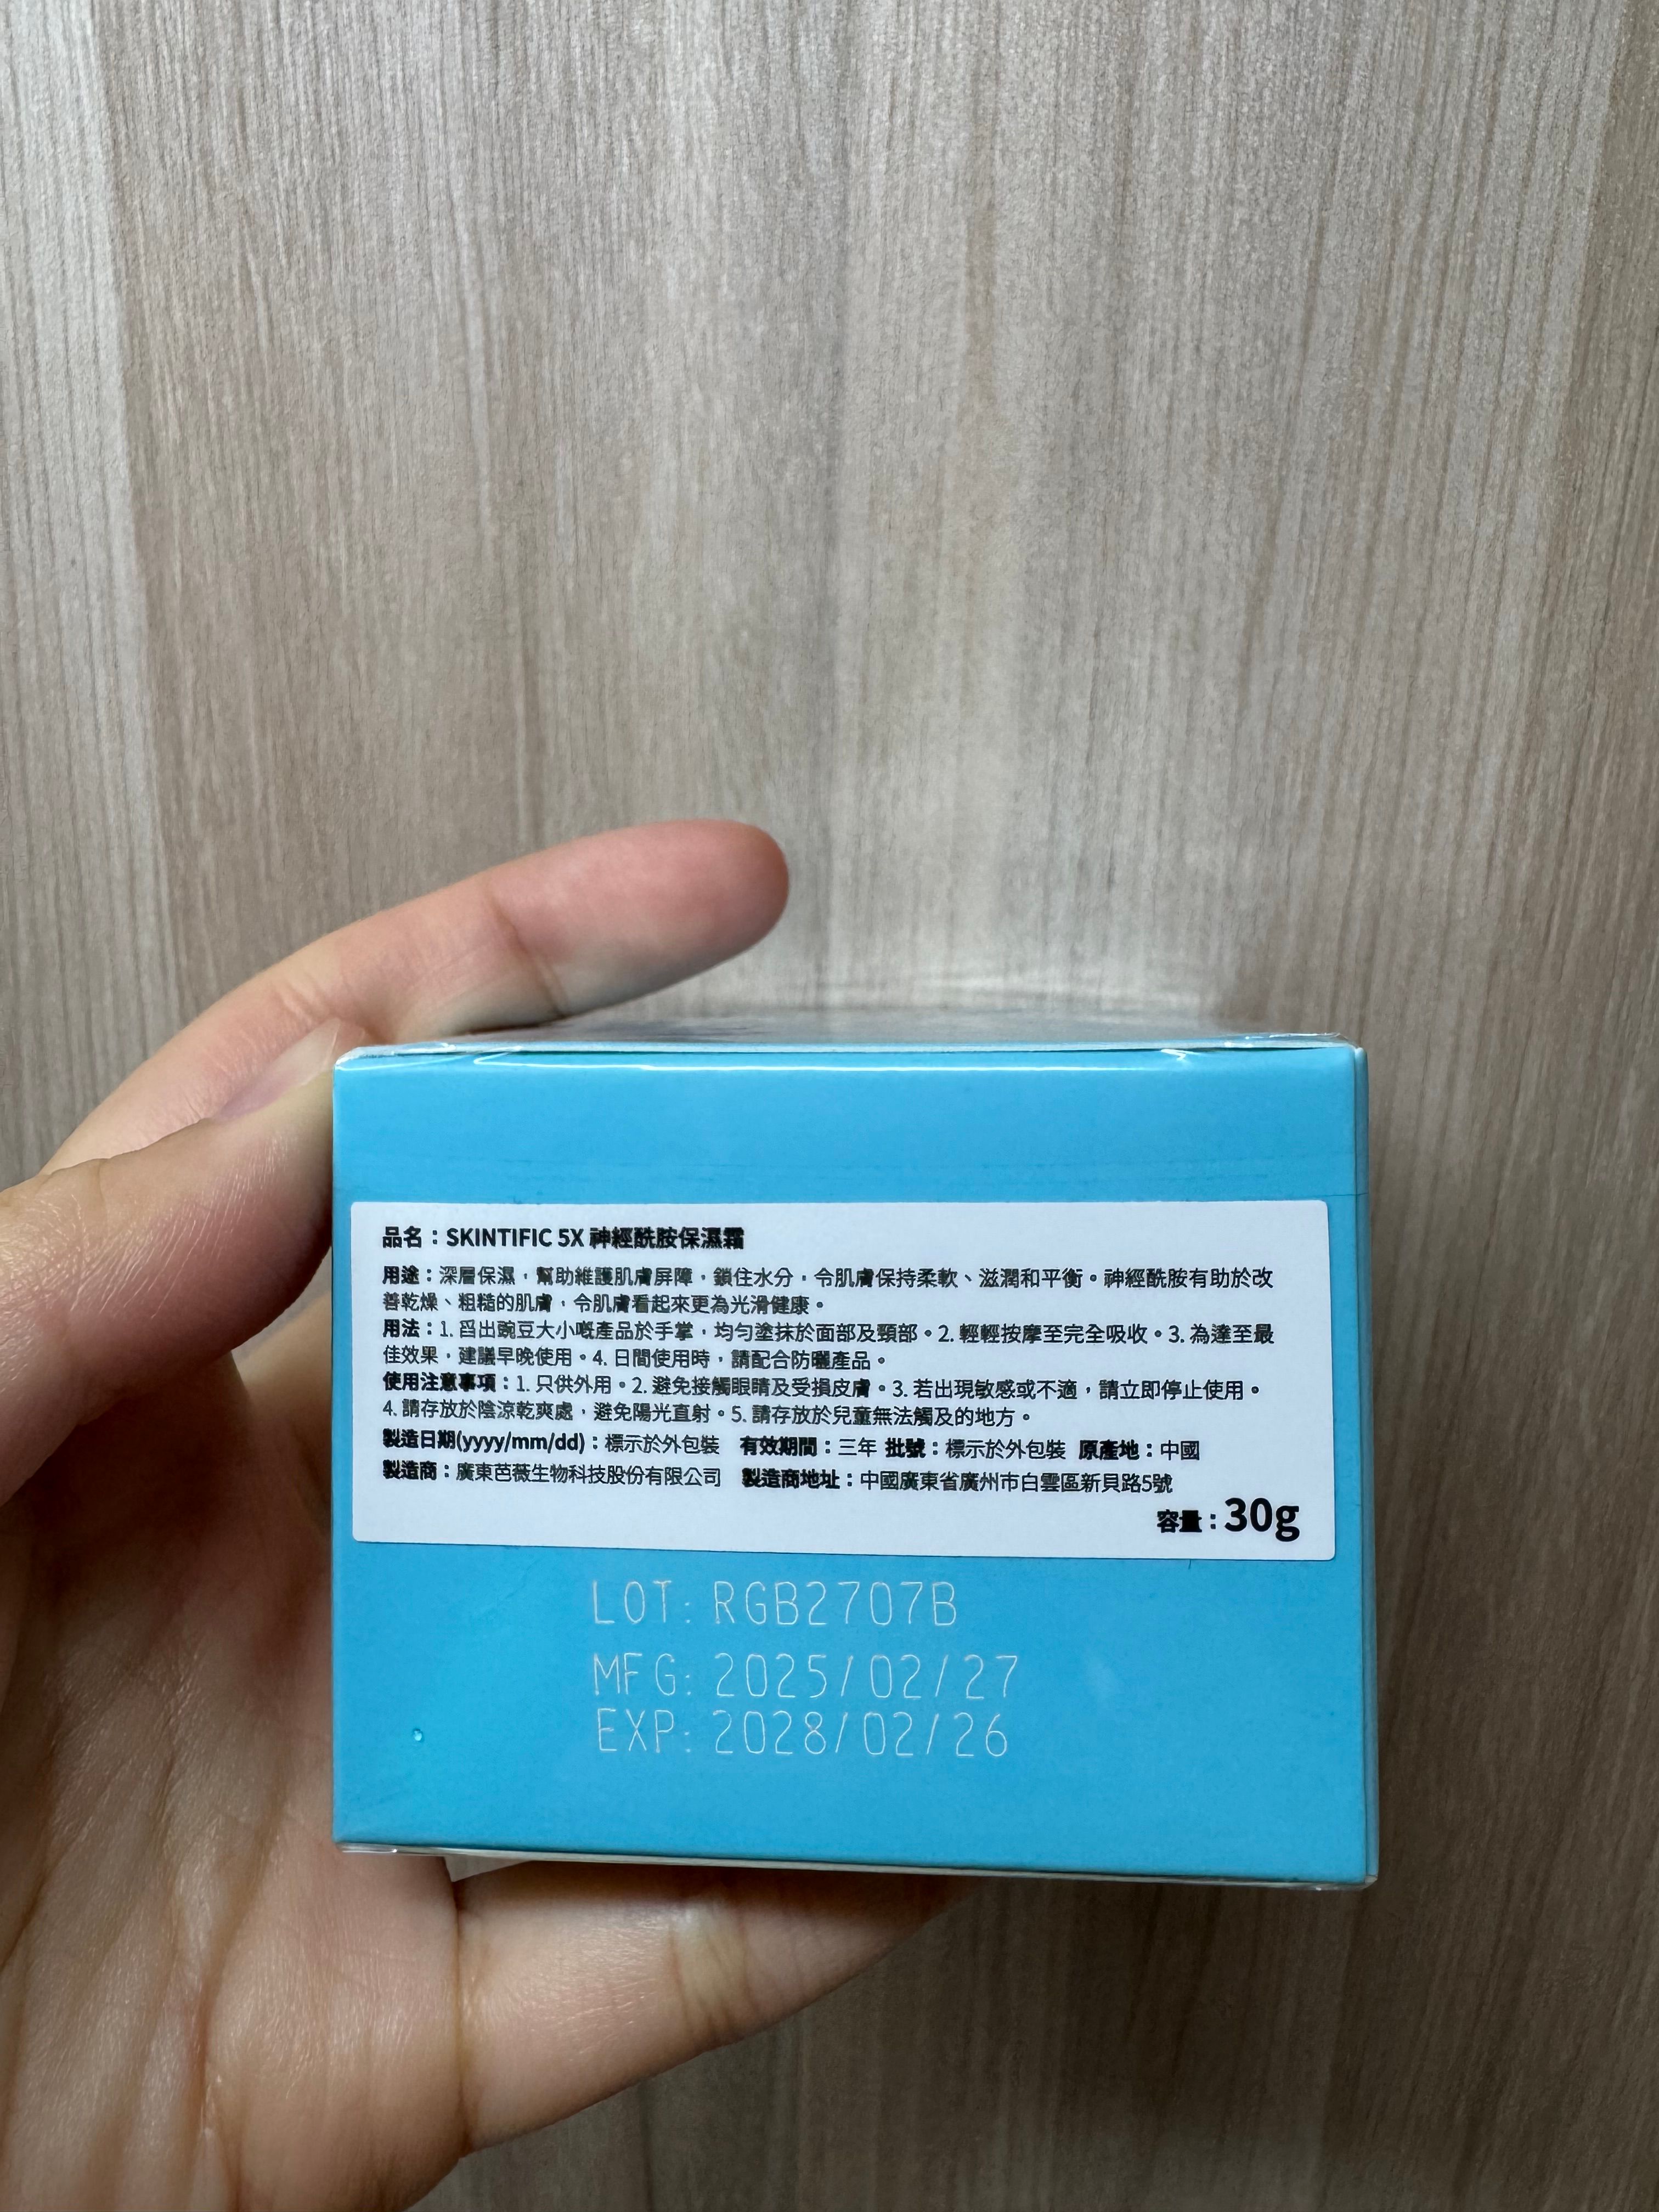 品名：SKINTIFIC 5X 神經酰胺保濕霜
用途：深層保濕，幫助維護肌膚屏障，鎖住水分，令肌膚保持柔軟、滋潤和平衡。神經酰胺有助於改
善乾燥、粗糙的肌膚，令肌膚看起來更為光滑健康。
用法：1. 舀出豌豆大小嘅產品於手掌，均勻塗抹於面部及頸部。2. 輕輕按摩至完全吸收。3. 為達至最
佳效果，建議早晚使用。4. 日間使用時，請配合防曬產品。
使用注意事項：1. 只供外用。2. 避免接觸眼睛及受損皮膚。3. 若出現敏感或不適，請立即停止使用。
4. 請存放於陰涼乾爽處，避免陽光直射。5. 請存放於兒童無法觸及的地方。
製造日期(yyyy/mm/dd)：標示於外包裝 有效期間：三年 批號：標示於外包裝 原產地：中國
製造商：廣東芭薇生物科技股份有限公司 製造商地址：中國廣東省廣州市白雲區新貝路5號
容量：30g
LOT: RGB2707B
MFG: 2025/02/27
EXP: 2028/02/26